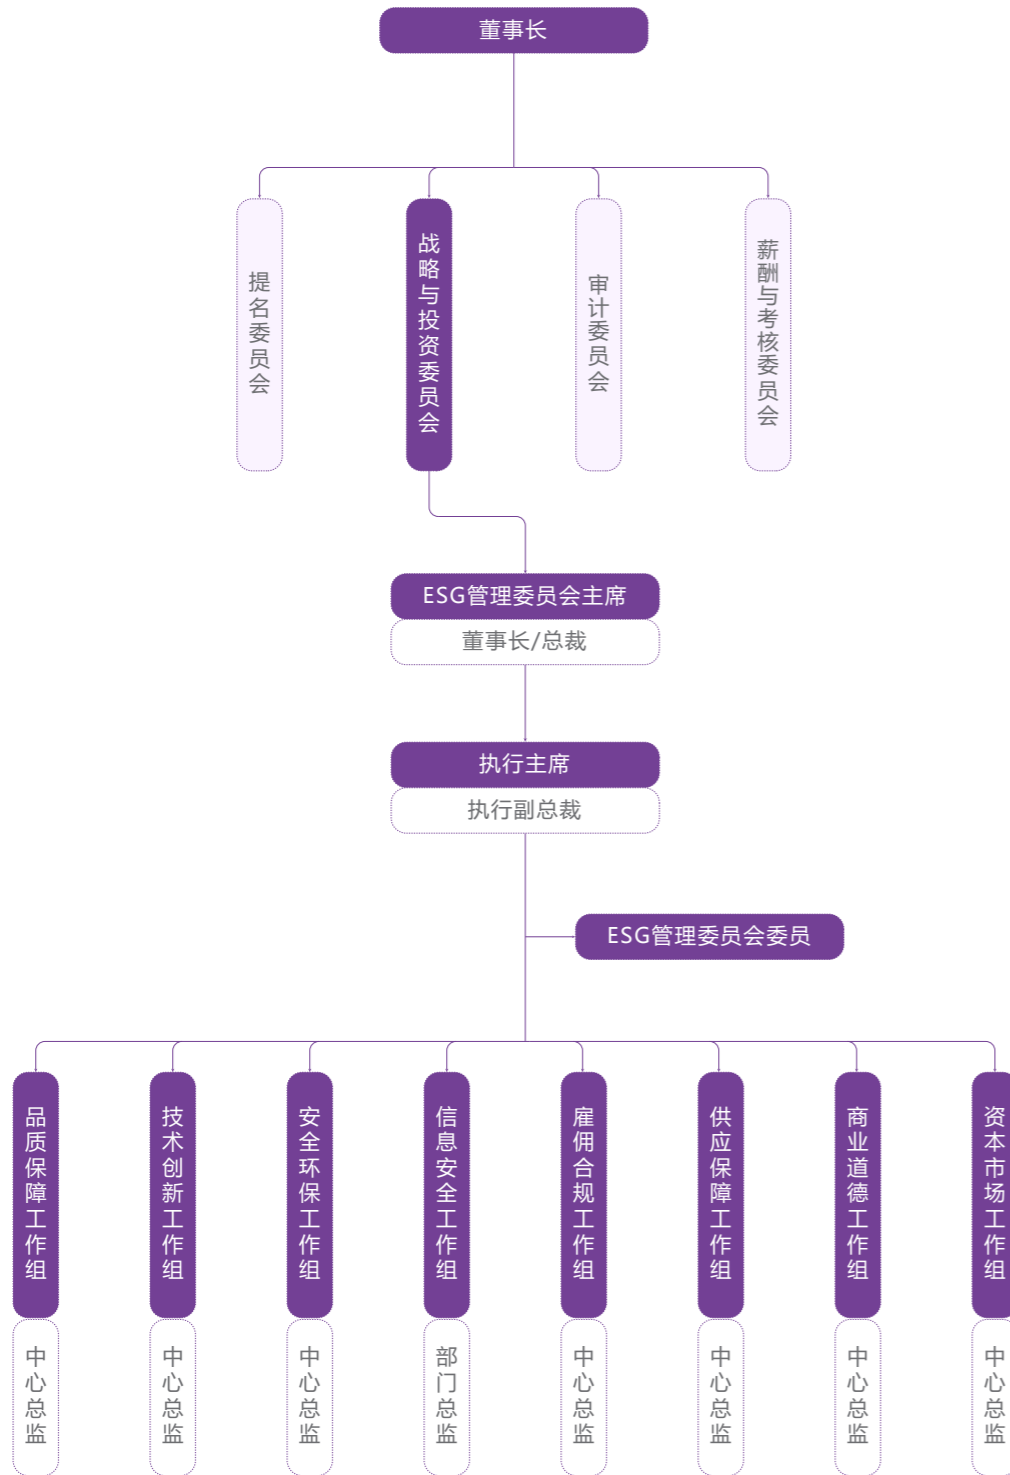 董事长
提名委员会
战略与投资委员会
审计委员会
薪酬与考核委员会
ESG管理委员会主席
董事长/总裁
执行主席
执行副总裁
ESG管理委员会委员
品质保障工作组
技术创新工作组
安全环保工作组
信息安全工作组
雇佣合规工作组
供应保障工作组
商业道德工作组
资本市场工作组
中心总监
中心总监
中心总监
部门总监
中心总监
中心总监
中心总监
中心总监